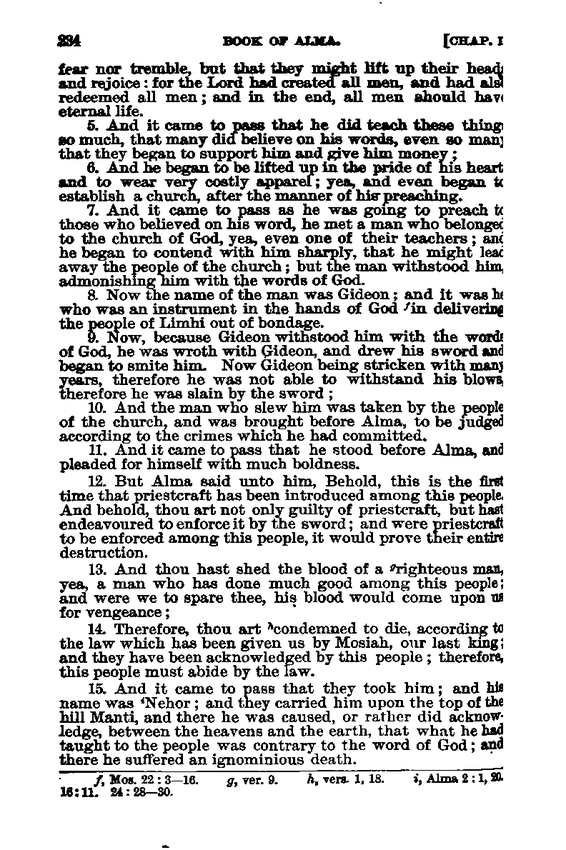 234 BOOK OF ALMA. [CHAP. I
fear nor tremble, but that they might lift up their head
and rejoice : for the Lord had created all men, and had als
redeemed all men ; and in the end, all men should hav
eternal life.
5. And it came to pass that he did teach these thing
so much, that many did believe on his words, even so man
that they began to support him and give him money ;
6. And he began to be lifted up in the pride of his heart
and to wear very costly apparel ; yea, and even began t
establish a church, after the manner of his preaching.
7. And it came to pass as he was going to preach t
those who believed on his word, he met a man who belonge
to the church of God, yea, even one of their teachers ; an
he began to contend with him sharply, that he might lead
away the people of the church ; but the man withstood him,
admonishing him with the words of God.
8. Now the name of the man was Gideon ; and it was h
who was an instrument in the hands of God ᶠin delivering
the people of Limhi out of bondage.
9. Now, because Gideon withstood him with the words
of God, he was wroth with Gideon, and drew his sword and
began to smite him. Now Gideon being stricken with many
years, therefore he was not able to withstand his blows,
therefore he was slain by the sword ;
10. And the man who slew him was taken by the people
of the church, and was brought before Alma, to be judged
according to the crimes which he had committed.
11. And it came to pass that he stood before Alma, and
pleaded for himself with much boldness.
12. But Alma said unto him, Behold, this is the first
time that priestcraft has been introduced among this people.
And behold, thou art not only guilty of priestcraft, but hast
endeavoured to enforce it by the sword ; and were priestcraft
to be enforced among this people, it would prove their entire
destruction.
13. And thou hast shed the blood of a ᵍrighteous man,
yea, a man who has done much good among this people ;
and were we to spare thee, his blood would come upon us
for vengeance ;
14. Therefore, thou art ʰcondemned to die, according to
the law which has been given us by Mosiah, our last king ;
and they have been acknowledged by this people ; therefore,
this people must abide by the law.
15. And it came to pass that they took him ; and his
name was ⁱNehor ; and they carried him upon the top of the
hill Manti, and there he was caused, or rather did acknow-
ledge, between the heavens and the earth, that what he had
taught to the people was contrary to the word of God ; and
there he suffered an ignominious death.
f, Mos. 22 : 3—16. g, ver. 9. h, vers. 1, 18. i, Alma 2 : 1, 20.
16 : 11. 24 : 28—30.